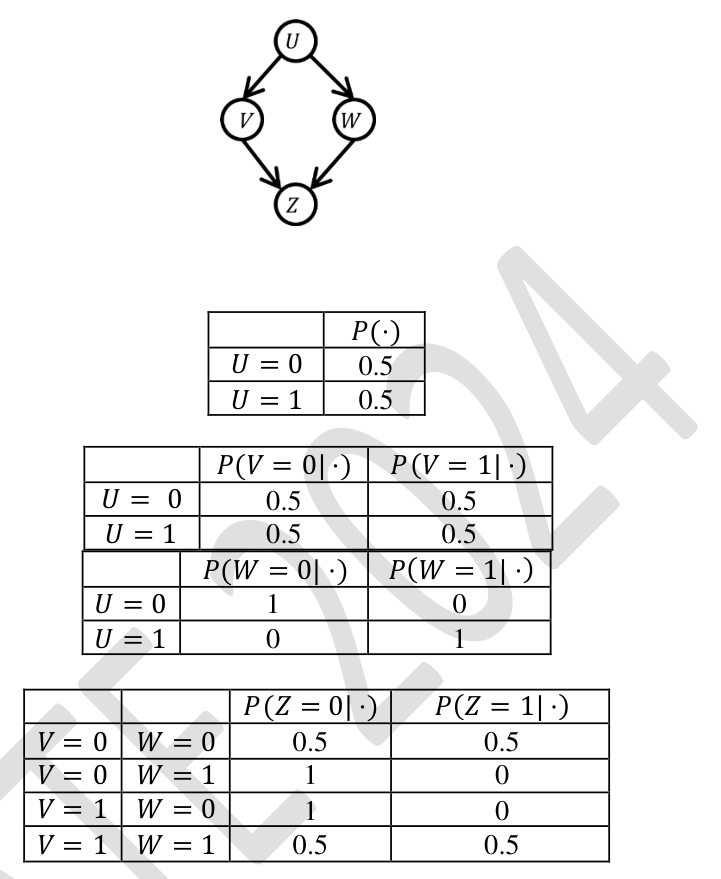 U
V W
Z
P(·)
U = 0 0.5
U = 1 0.5
P(V = 0| ·) P(V = 1| ·)
U = 0 0.5 0.5
U = 1 0.5 0.5
P(W = 0| ·) P(W = 1| ·)
U = 0 1 0
U = 1 0 1
P(Z = 0| ·) P(Z = 1| ·)
V = 0 W = 0 0.5 0.5
V = 0 W = 1 1 0
V = 1 W = 0 1 0
V = 1 W = 1 0.5 0.5
TE 2024